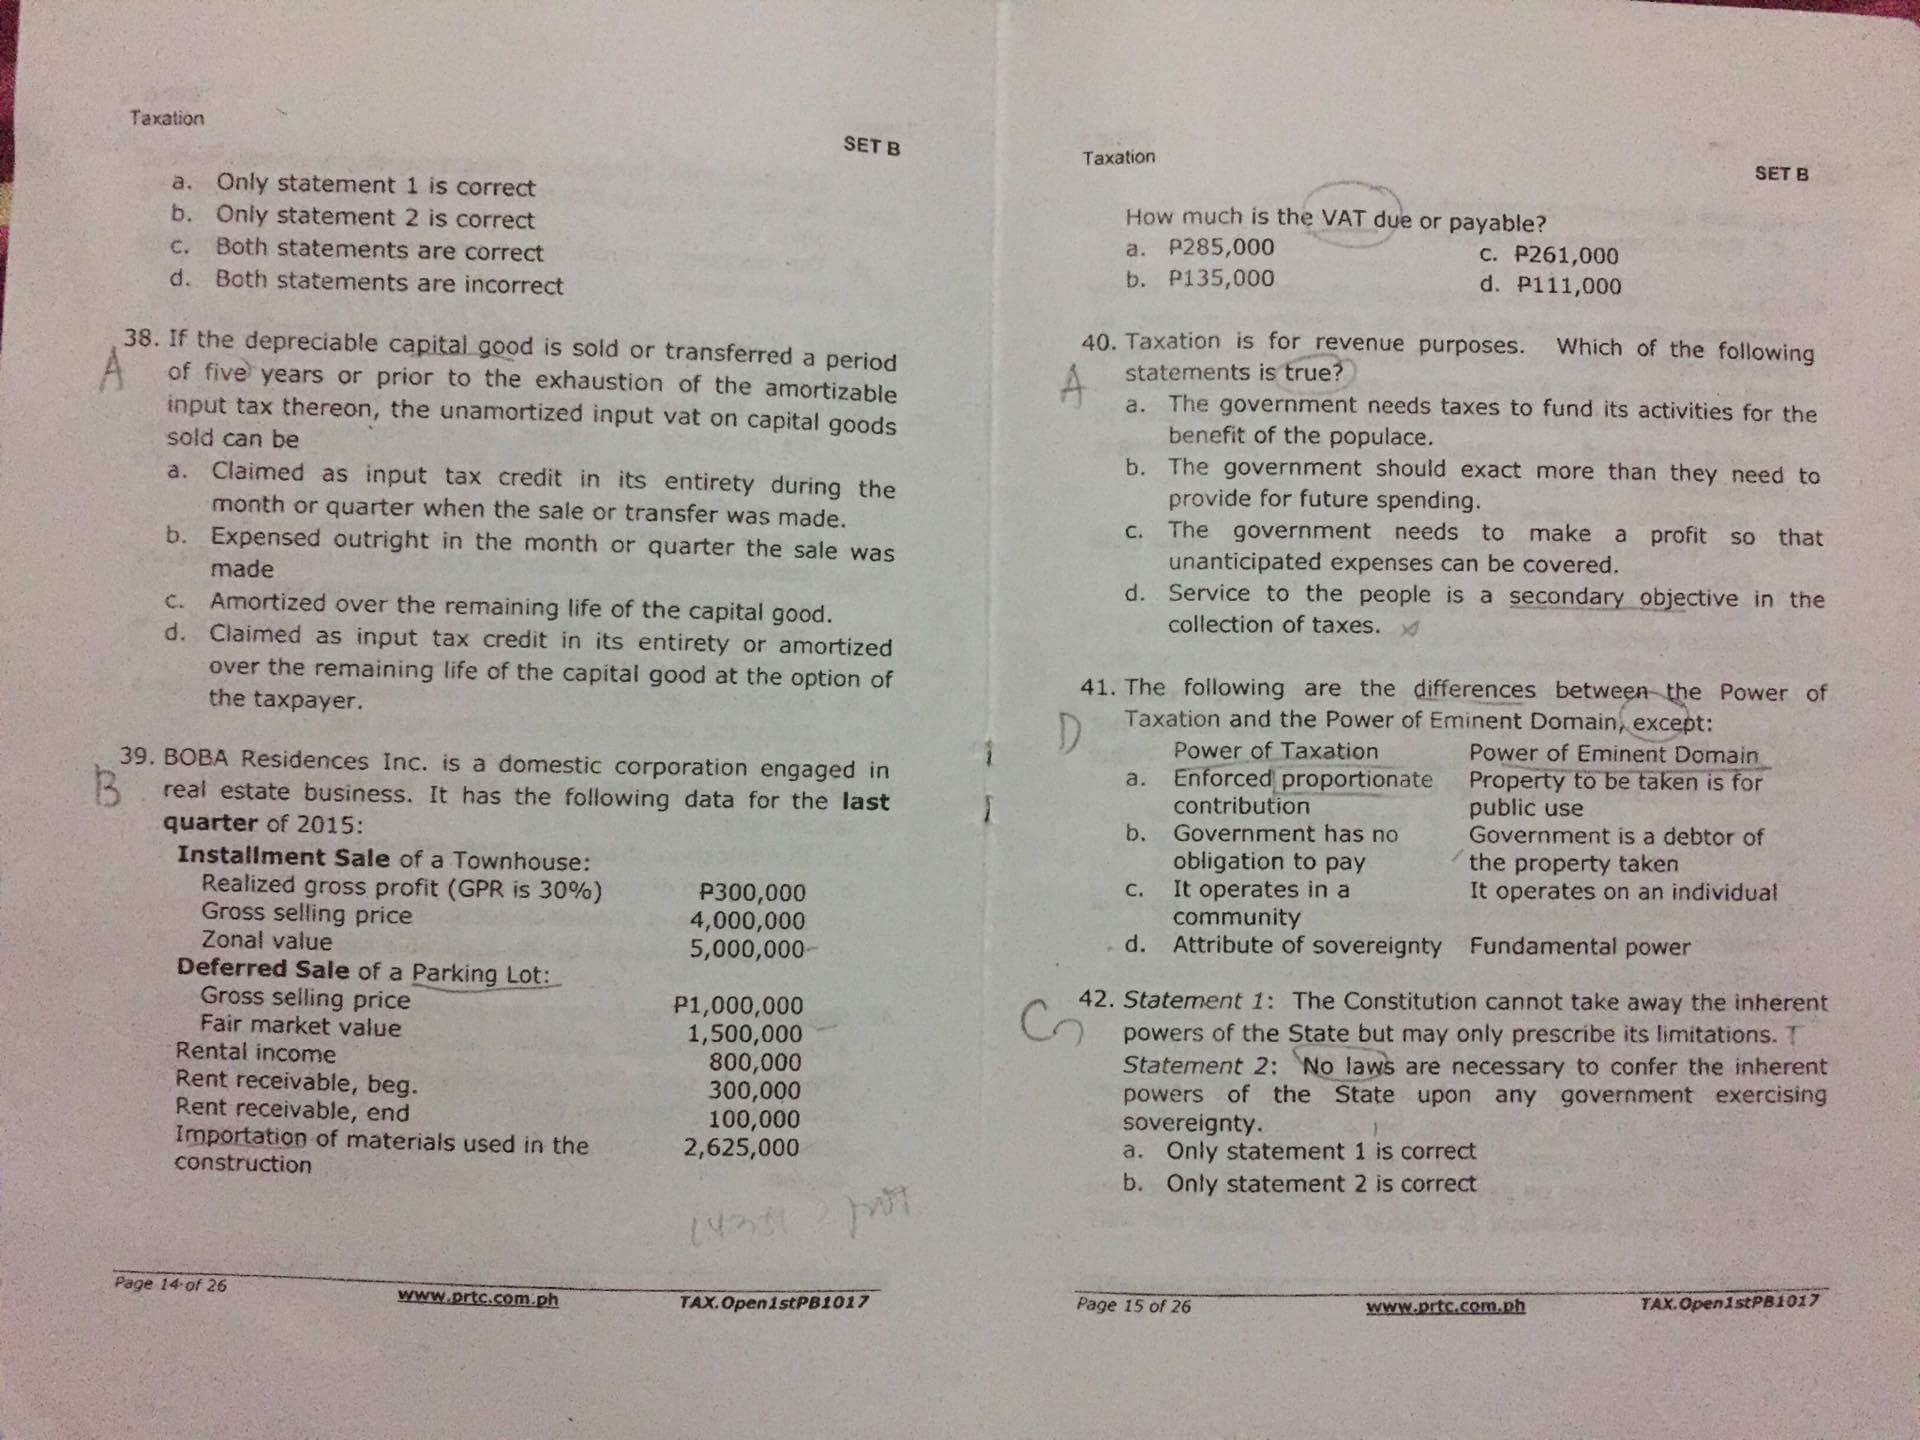 Taxation
SET B
a. Only statement 1 is correct
b. Only statement 2 is correct
c. Both statements are correct
d. Both statements are incorrect
A
38. If the depreciable capital good is sold or transferred a period
of five years or prior to the exhaustion of the amortizable
input tax thereon, the unamortized input vat on capital goods
sold can be
a. Claimed as input tax credit in its entirety during the
month or quarter when the sale or transfer was made.
b. Expensed outright in the month or quarter the sale was
made
c. Amortized over the remaining life of the capital good.
d. Claimed as input tax credit in its entirety or amortized
over the remaining life of the capital good at the option of
the taxpayer.
B
39. BOBA Residences Inc. is a domestic corporation engaged in
real estate business. It has the following data for the last
quarter of 2015:
Installment Sale of a Townhouse:
Realized gross profit (GPR is 30%) ₱300,000
Gross selling price 4,000,000
Zonal value 5,000,000
Deferred Sale of a Parking Lot:
Gross selling price ₱1,000,000
Fair market value 1,500,000
Rental income 800,000
Rent receivable, beg. 300,000
Rent receivable, end 100,000
Importation of materials used in the 2,625,000
construction
Page 14 of 26 www.prtc.com.ph TAX.Open1stPB1017
Taxation
SET B
How much is the VAT due or payable?
a. ₱285,000 c. ₱261,000
b. ₱135,000 d. ₱111,000
A
40. Taxation is for revenue purposes. Which of the following
statements is true?
a. The government needs taxes to fund its activities for the
benefit of the populace.
b. The government should exact more than they need to
provide for future spending.
c. The government needs to make a profit so that
unanticipated expenses can be covered.
d. Service to the people is a secondary objective in the
collection of taxes.
D
41. The following are the differences between the Power of
Taxation and the Power of Eminent Domain, except:
Power of Taxation Power of Eminent Domain
a. Enforced proportionate Property to be taken is for
contribution public use
b. Government has no Government is a debtor of
obligation to pay the property taken
c. It operates in a It operates on an individual
community
d. Attribute of sovereignty Fundamental power
C
42. Statement 1: The Constitution cannot take away the inherent
powers of the State but may only prescribe its limitations. T
Statement 2: No laws are necessary to confer the inherent
powers of the State upon any government exercising
sovereignty.
a. Only statement 1 is correct
b. Only statement 2 is correct
Page 15 of 26 www.prtc.com.ph TAX.Open1stPB1017